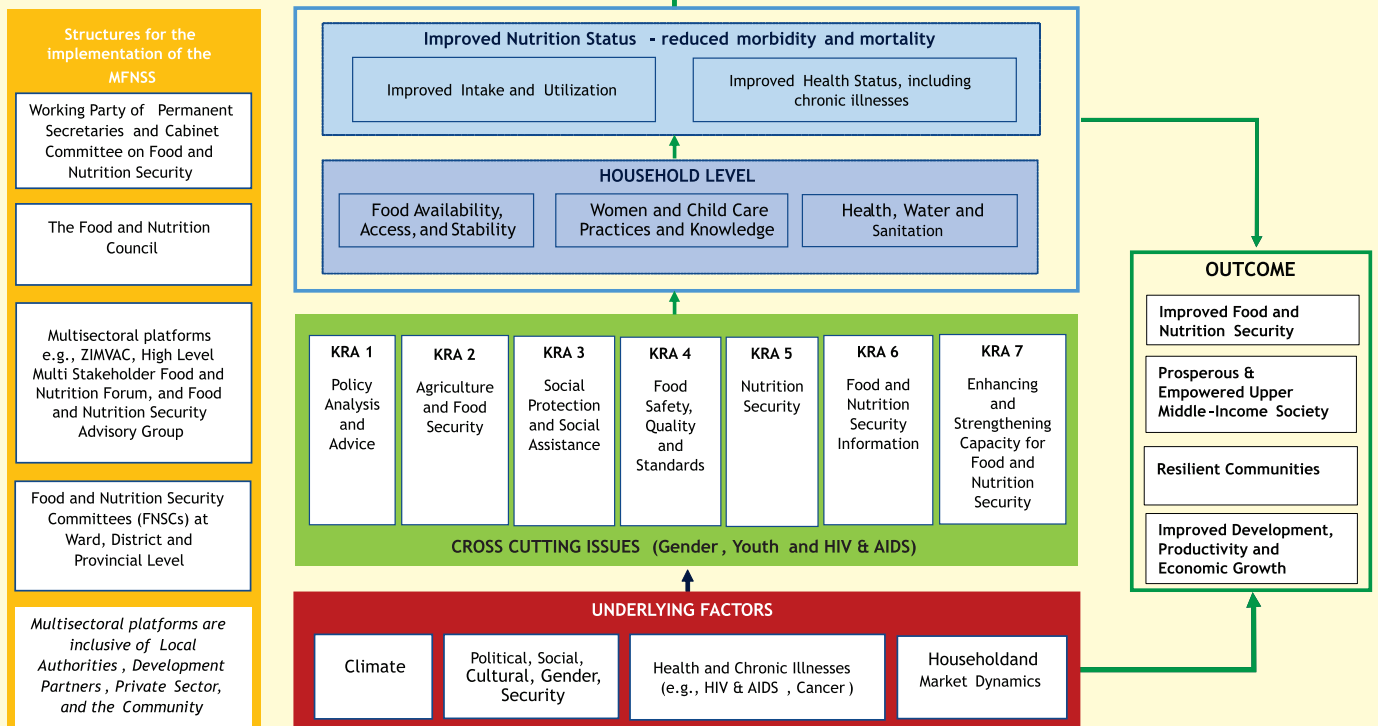 Structures for the
implementation of the
MFNSS
Working Party of Permanent
Secretaries and Cabinet
Committee on Food and
Nutrition Security
The Food and Nutrition
Council
Multisectoral platforms
e.g., ZIMVAC, High Level
Multi Stakeholder Food and
Nutrition Forum, and Food
and Nutrition Security
Advisory Group
Food and Nutrition Security
Committees (FNSCs) at
Ward, District and
Provincial Level
Multisectoral platforms are
inclusive of Local
Authorities, Development
Partners, Private Sector,
and the Community
Improved Nutrition Status - reduced morbidity and mortality
Improved Intake and Utilization
Improved Health Status, including
chronic illnesses
HOUSEHOLD LEVEL
Food Availability,
Access, and Stability
Women and Child Care
Practices and Knowledge
Health, Water and
Sanitation
KRA 1
Policy
Analysis
and
Advice
KRA 2
Agriculture
and Food
Security
KRA 3
Social
Protection
and Social
Assistance
KRA 4
Food
Safety,
Quality
and
Standards
KRA 5
Nutrition
Security
KRA 6
Food and
Nutrition
Security
Information
KRA 7
Enhancing
and
Strengthening
Capacity for
Food and
Nutrition
Security
CROSS CUTTING ISSUES (Gender, Youth and HIV & AIDS)
UNDERLYING FACTORS
Climate
Political, Social,
Cultural, Gender,
Security
Health and Chronic Illnesses
(e.g., HIV & AIDS , Cancer)
Householdand
Market Dynamics
OUTCOME
Improved Food and
Nutrition Security
Prosperous &
Empowered Upper
Middle-Income Society
Resilient Communities
Improved Development,
Productivity and
Economic Growth